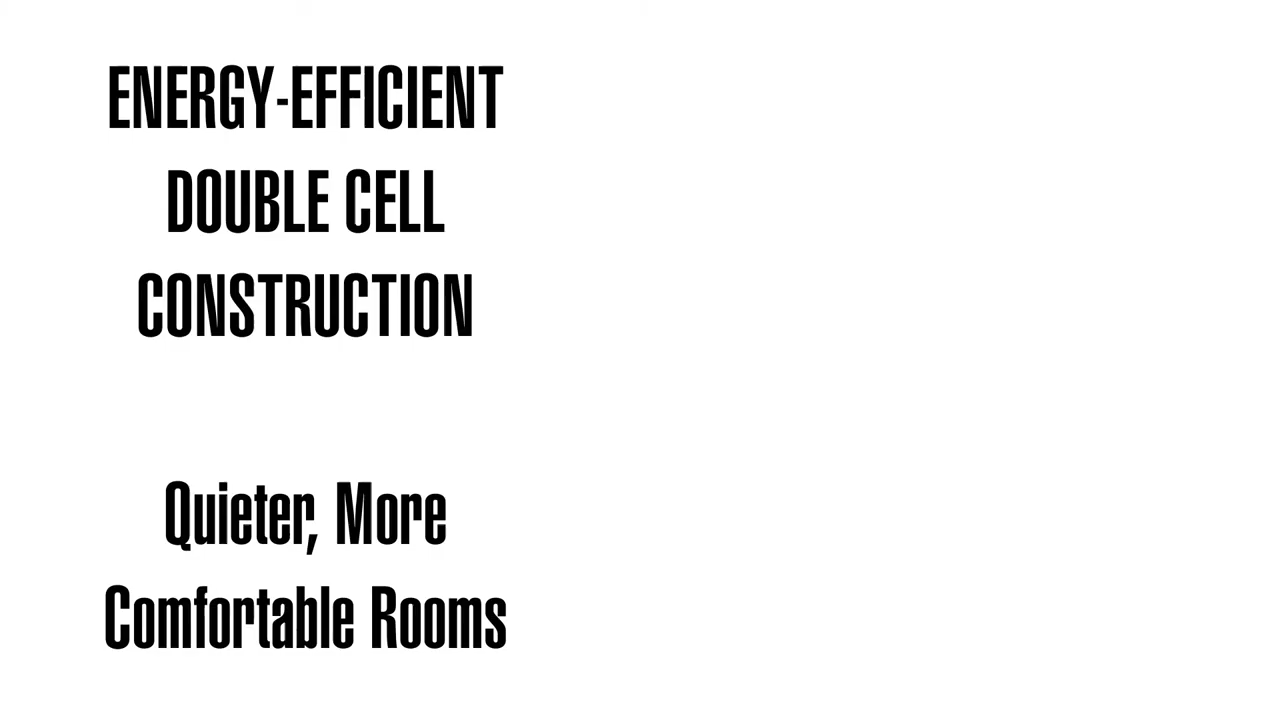 ENERGY-EFFICIENT
DOUBLE CELL
CONSTRUCTION
Quieter, More
Comfortable Rooms